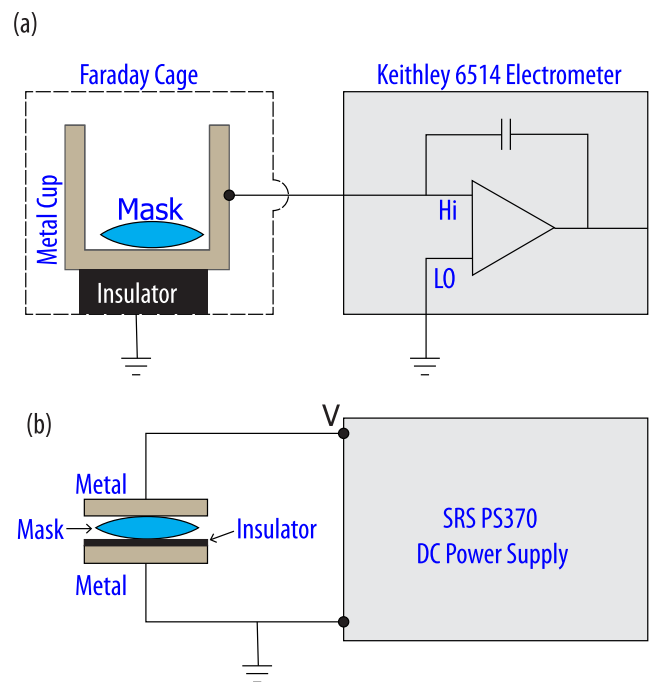 (a)
Faraday Cage
Keithley 6514 Electrometer
Metal Cup
Mask
Hi
LO
Insulator
(b)
V
Metal
Mask
Insulator
SRS PS370
DC Power Supply
Metal